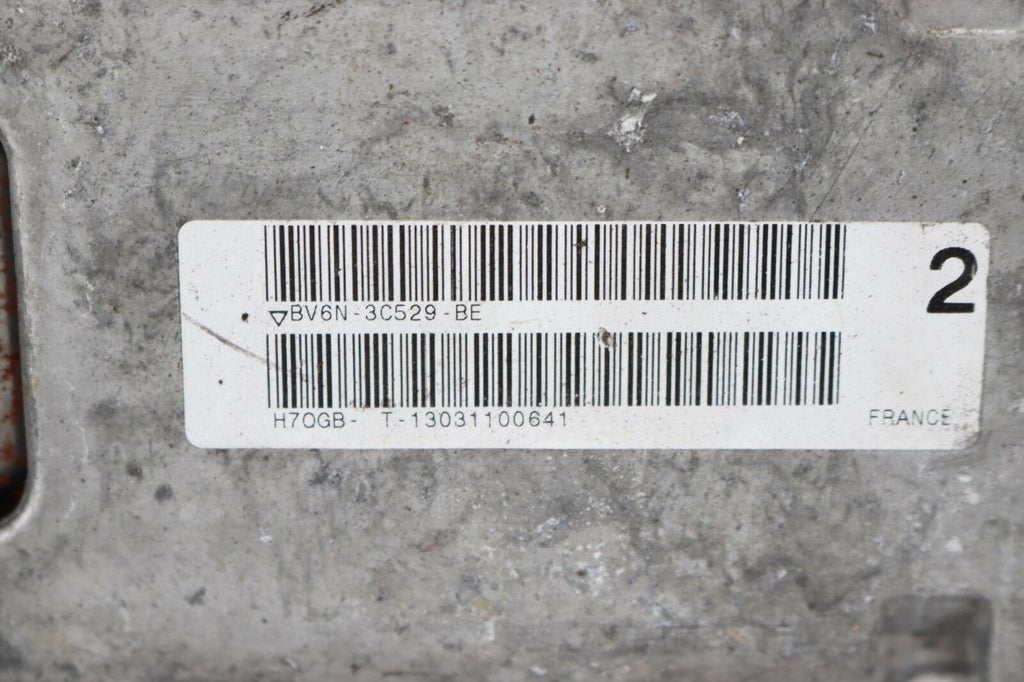 ▽BV6N-3C529-BE
2
H7OGB- T-13031100641
FRANCE